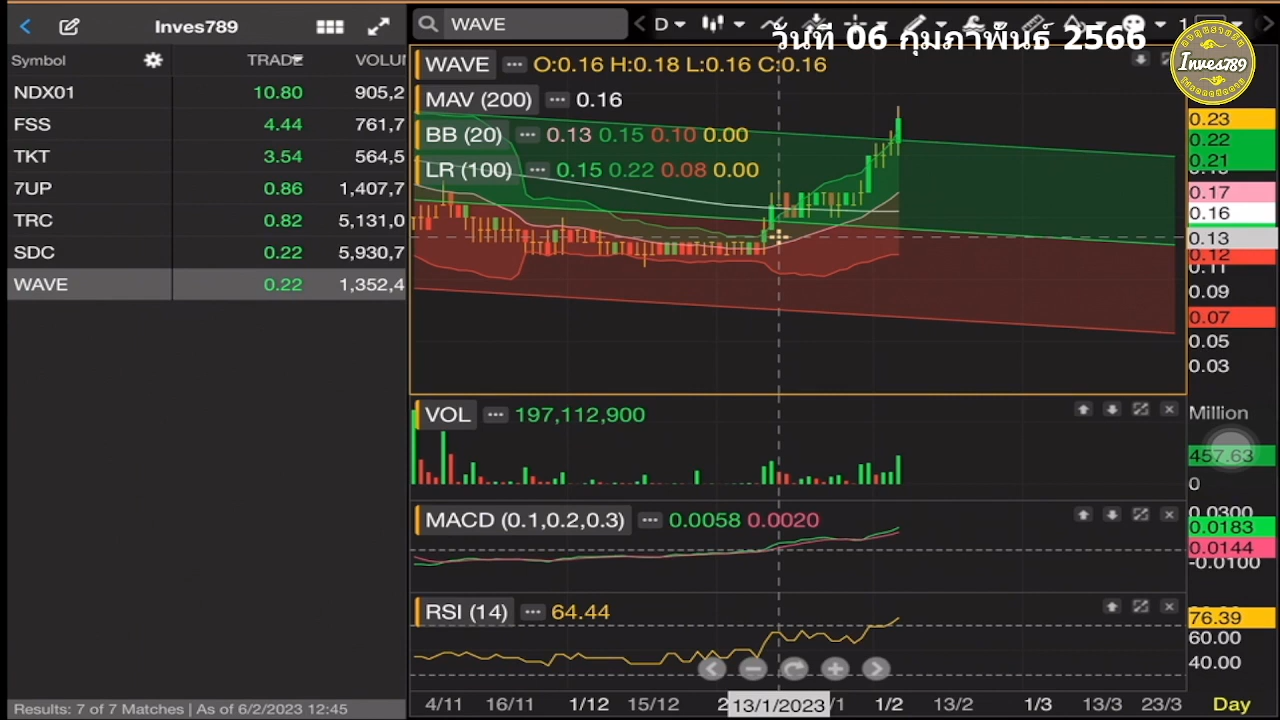 Inves789
WAVE
D
1
วันที่ 06 กุมภาพันธ์ 2566
Inves789
Symbol TRADE VOLU
NDX01 10.80 905,2
FSS 4.44 761,7
TKT 3.54 564,5
7UP 0.86 1,407,7
TRC 0.82 5,131,0
SDC 0.22 5,930,7
WAVE 0.22 1,352,4
Results: 7 of 7 Matches | As of 6/2/2023 12:45
WAVE O:0.16 H:0.18 L:0.16 C:0.16
MAV (200) 0.16
BB (20) 0.13 0.15 0.10 0.00
LR (100) 0.15 0.22 0.08 0.00
0.23
0.22
0.21
0.17
0.16
0.13
0.12
0.11
0.09
0.07
0.05
0.03
VOL 197,112,900
Million
457.63
0
MACD (0.1,0.2,0.3) 0.0058 0.0020
0.0300
0.0183
0.0144
-0.0100
RSI (14) 64.44
76.39
60.00
40.00
4/11 16/11 1/12 15/12 2 13/1/2023 /1 1/2 13/2 1/3 13/3 23/3 Day